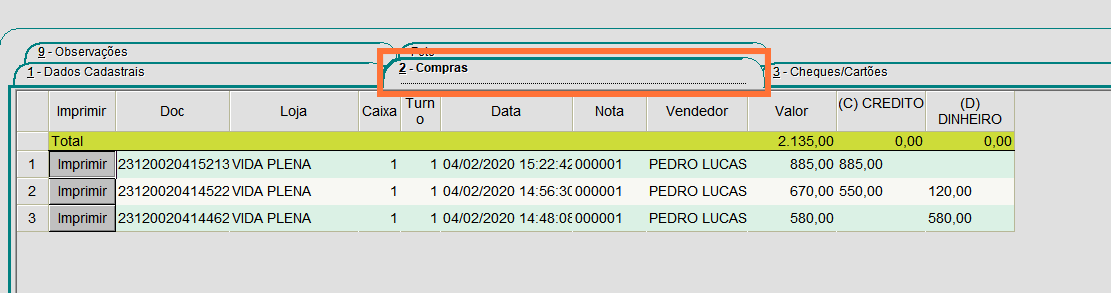 9 - Observações Foto
1 - Dados Cadastrais 2 - Compras 3 - Cheques/Cartões
Imprimir Doc Loja Caixa Turn
o Data Nota Vendedor Valor (C) CREDITO (D)
DINHEIRO
Total 2.135,00 0,00 0,00
1 Imprimir 23120020415213 VIDA PLENA 1 1 04/02/2020 15:22:42 000001 PEDRO LUCAS 885,00 885,00
2 Imprimir 23120020414522 VIDA PLENA 1 1 04/02/2020 14:56:30 000001 PEDRO LUCAS 670,00 550,00 120,00
3 Imprimir 23120020414462 VIDA PLENA 1 1 04/02/2020 14:48:08 000001 PEDRO LUCAS 580,00 580,00